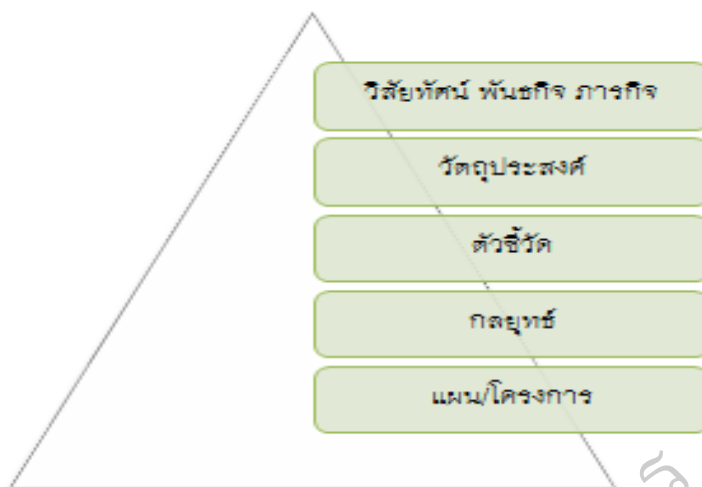 วิสัยทัศน์ พันธกิจ ภารกิจ
วัตถุประสงค์
ตัวชี้วัด
กลยุทธ์
แผน/โครงการ